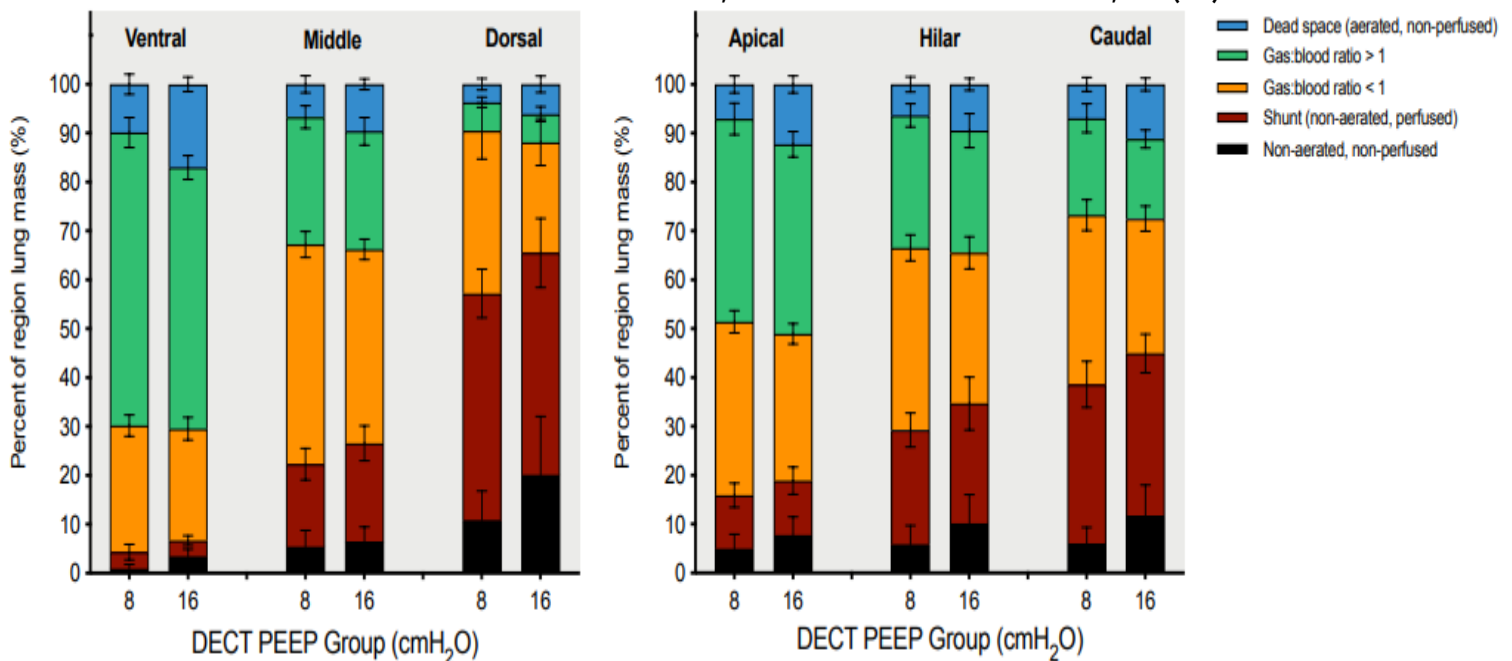 Ventral Middle Dorsal
Percent of region lung mass (%)
100
90
80
70
60
50
40
30
20
10
0
8 16 8 16 8 16
DECT PEEP Group (cmH₂O)
Apical Hilar Caudal
Percent of region lung mass (%)
100
90
80
70
60
50
40
30
20
10
0
8 16 8 16 8 16
DECT PEEP Group (cmH₂O)
Dead space (aerated, non-perfused)
Gas:blood ratio > 1
Gas:blood ratio < 1
Shunt (non-aerated, perfused)
Non-aerated, non-perfused